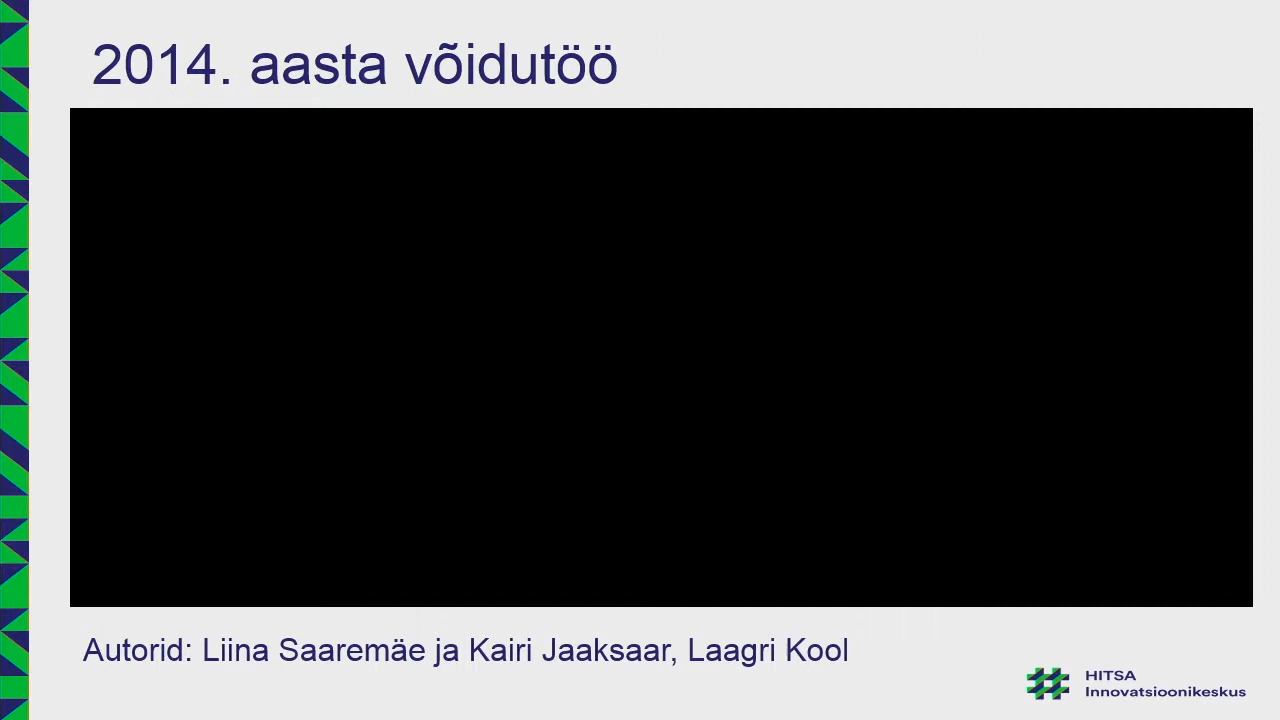 2014. aasta võidutöö
Autorid: Liina Saaremäe ja Kairi Jaaksaar, Laagri Kool
HITSA
Innovatsioonikeskus